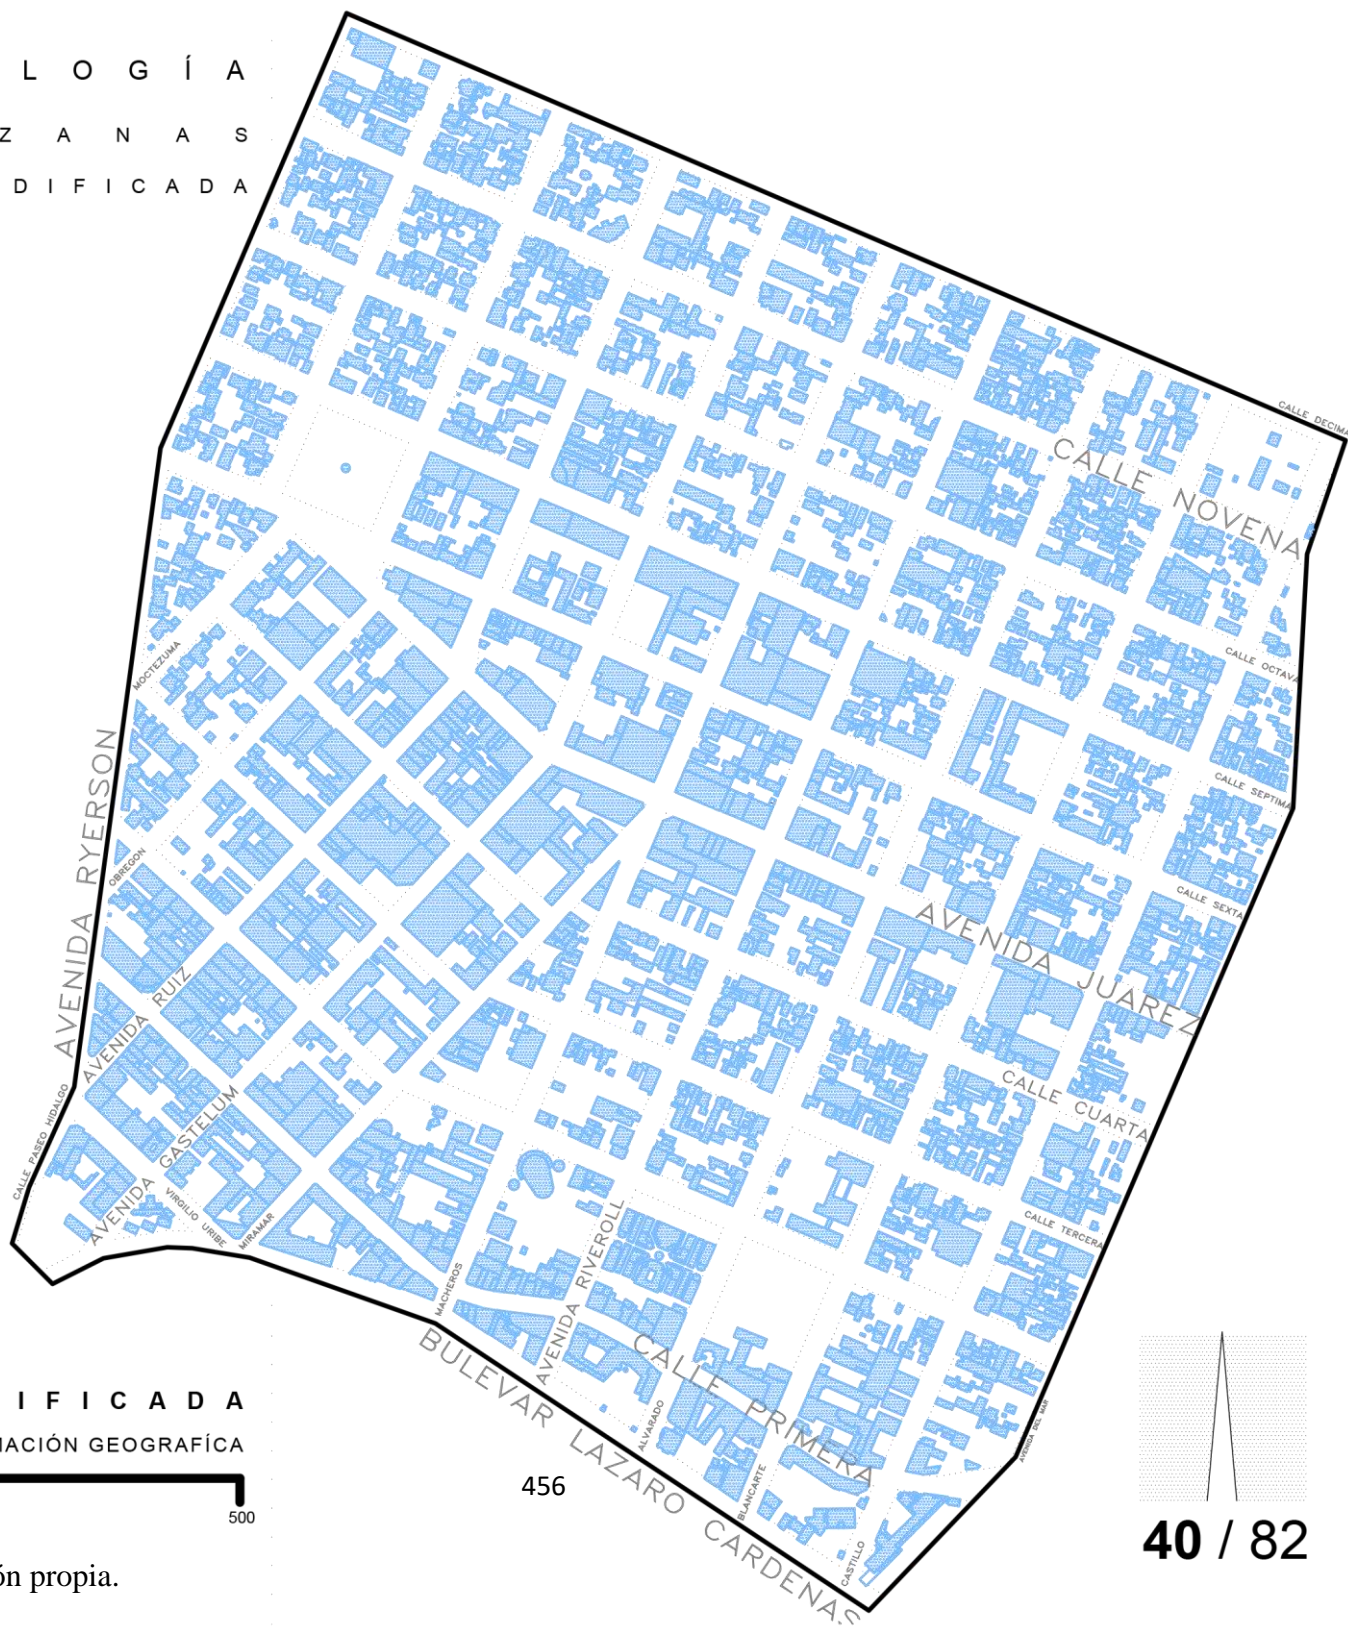 L O G Í A
Z A N A S
D I F I C A D A
CALLE DECIMA
CALLE NOVENA
CALLE OCTAVA
MOCTEZUMA
AVENIDA RYERSON
CALLE SEPTIMA
OBREGON
CALLE SEXTA
AVENIDA JUAREZ
AVENIDA RUIZ
CALLE CUARTA
CALLE PASEO HIDALGO
AVENIDA GASTELUM
VIRGILIO URIBE
MIRAMAR
CALLE TERCERA
MACHEROS
AVENIDA RIVEROLL
BULEVAR LAZARO CARDENAS
CALLE PRIMERA
ALVARADO
BLANCARTE
CASTILLO
AVENIDA DEL MAR
I F I C A D A
MACIÓN GEOGRAFÍCA
500
456
40 / 82
ón propia.